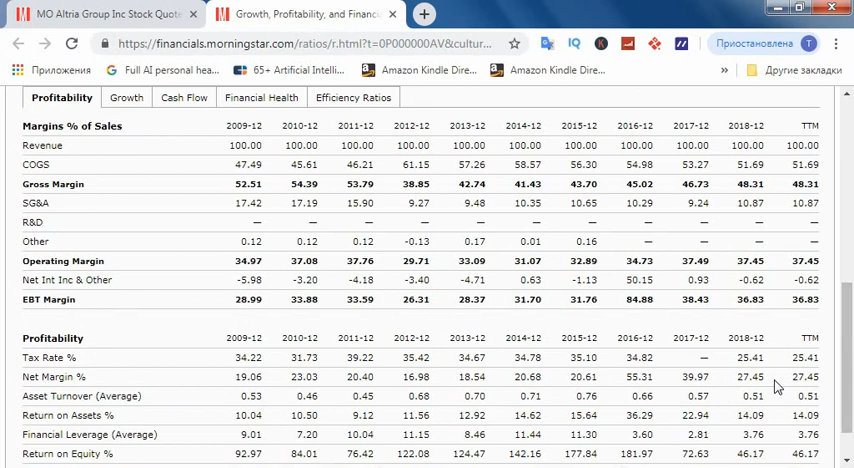 MO Altria Group Inc Stock Quote
Growth, Profitability, and Financi
https://financials.morningstar.com/ratios/r.html?t=0P000000AV&cultur...
IQ
K
Приостановлена T
Приложения
Full AI personal hea...
65+ Artificial Intelli...
Amazon Kindle Dire...
Amazon Kindle Dire...
Другие закладки
Profitability Growth Cash Flow Financial Health Efficiency Ratios
Margins % of Sales 2009-12 2010-12 2011-12 2012-12 2013-12 2014-12 2015-12 2016-12 2017-12 2018-12 TTM
Revenue 100.00 100.00 100.00 100.00 100.00 100.00 100.00 100.00 100.00 100.00 100.00
COGS 47.49 45.61 46.21 61.15 57.26 58.57 56.30 54.98 53.27 51.69 51.69
Gross Margin 52.51 54.39 53.79 38.85 42.74 41.43 43.70 45.02 46.73 48.31 48.31
SG&A 17.42 17.19 15.90 9.27 9.48 10.35 10.65 10.29 9.24 10.87 10.87
R&D — — — — — — — — — — —
Other 0.12 0.12 0.12 -0.13 0.17 0.01 0.16 — — — —
Operating Margin 34.97 37.08 37.76 29.71 33.09 31.07 32.89 34.73 37.49 37.45 37.45
Net Int Inc & Other -5.98 -3.20 -4.18 -3.40 -4.71 0.63 -1.13 50.15 0.93 -0.62 -0.62
EBT Margin 28.99 33.88 33.59 26.31 28.37 31.70 31.76 84.88 38.43 36.83 36.83
Profitability 2009-12 2010-12 2011-12 2012-12 2013-12 2014-12 2015-12 2016-12 2017-12 2018-12 TTM
Tax Rate % 34.22 31.73 39.22 35.42 34.67 34.78 35.10 34.82 — 25.41 25.41
Net Margin % 19.06 23.03 20.40 16.98 18.54 20.68 20.61 55.31 39.97 27.45 27.45
Asset Turnover (Average) 0.53 0.46 0.45 0.68 0.70 0.71 0.76 0.66 0.57 0.51 0.51
Return on Assets % 10.04 10.50 9.12 11.56 12.92 14.62 15.64 36.29 22.94 14.09 14.09
Financial Leverage (Average) 9.01 7.20 10.04 11.15 8.46 11.44 11.30 3.60 2.81 3.76 3.76
Return on Equity % 92.97 84.01 76.42 122.08 124.47 142.16 177.84 181.97 72.63 46.17 46.17